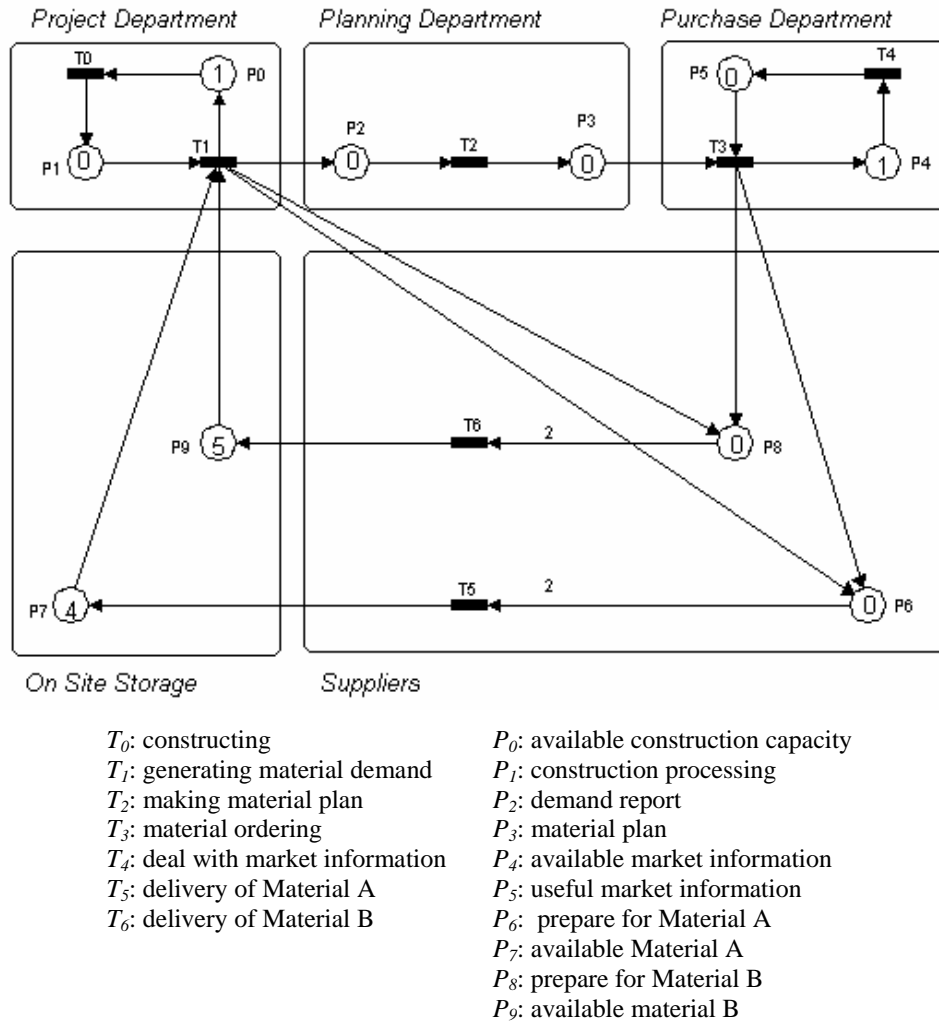 Project Department
Planning Department
Purchase Department
T0
1
P0
P5
0
T4
P2
P3
P1
0
T1
0
T2
0
T3
1
P4
P9
5
T6
2
0
P8
P7
4
T5
2
0
P6
On Site Storage
Suppliers
T0: constructing
T1: generating material demand
T2: making material plan
T3: material ordering
T4: deal with market information
T5: delivery of Material A
T6: delivery of Material B
P0: available construction capacity
P1: construction processing
P2: demand report
P3: material plan
P4: available market information
P5: useful market information
P6: prepare for Material A
P7: available Material A
P8: prepare for Material B
P9: available material B